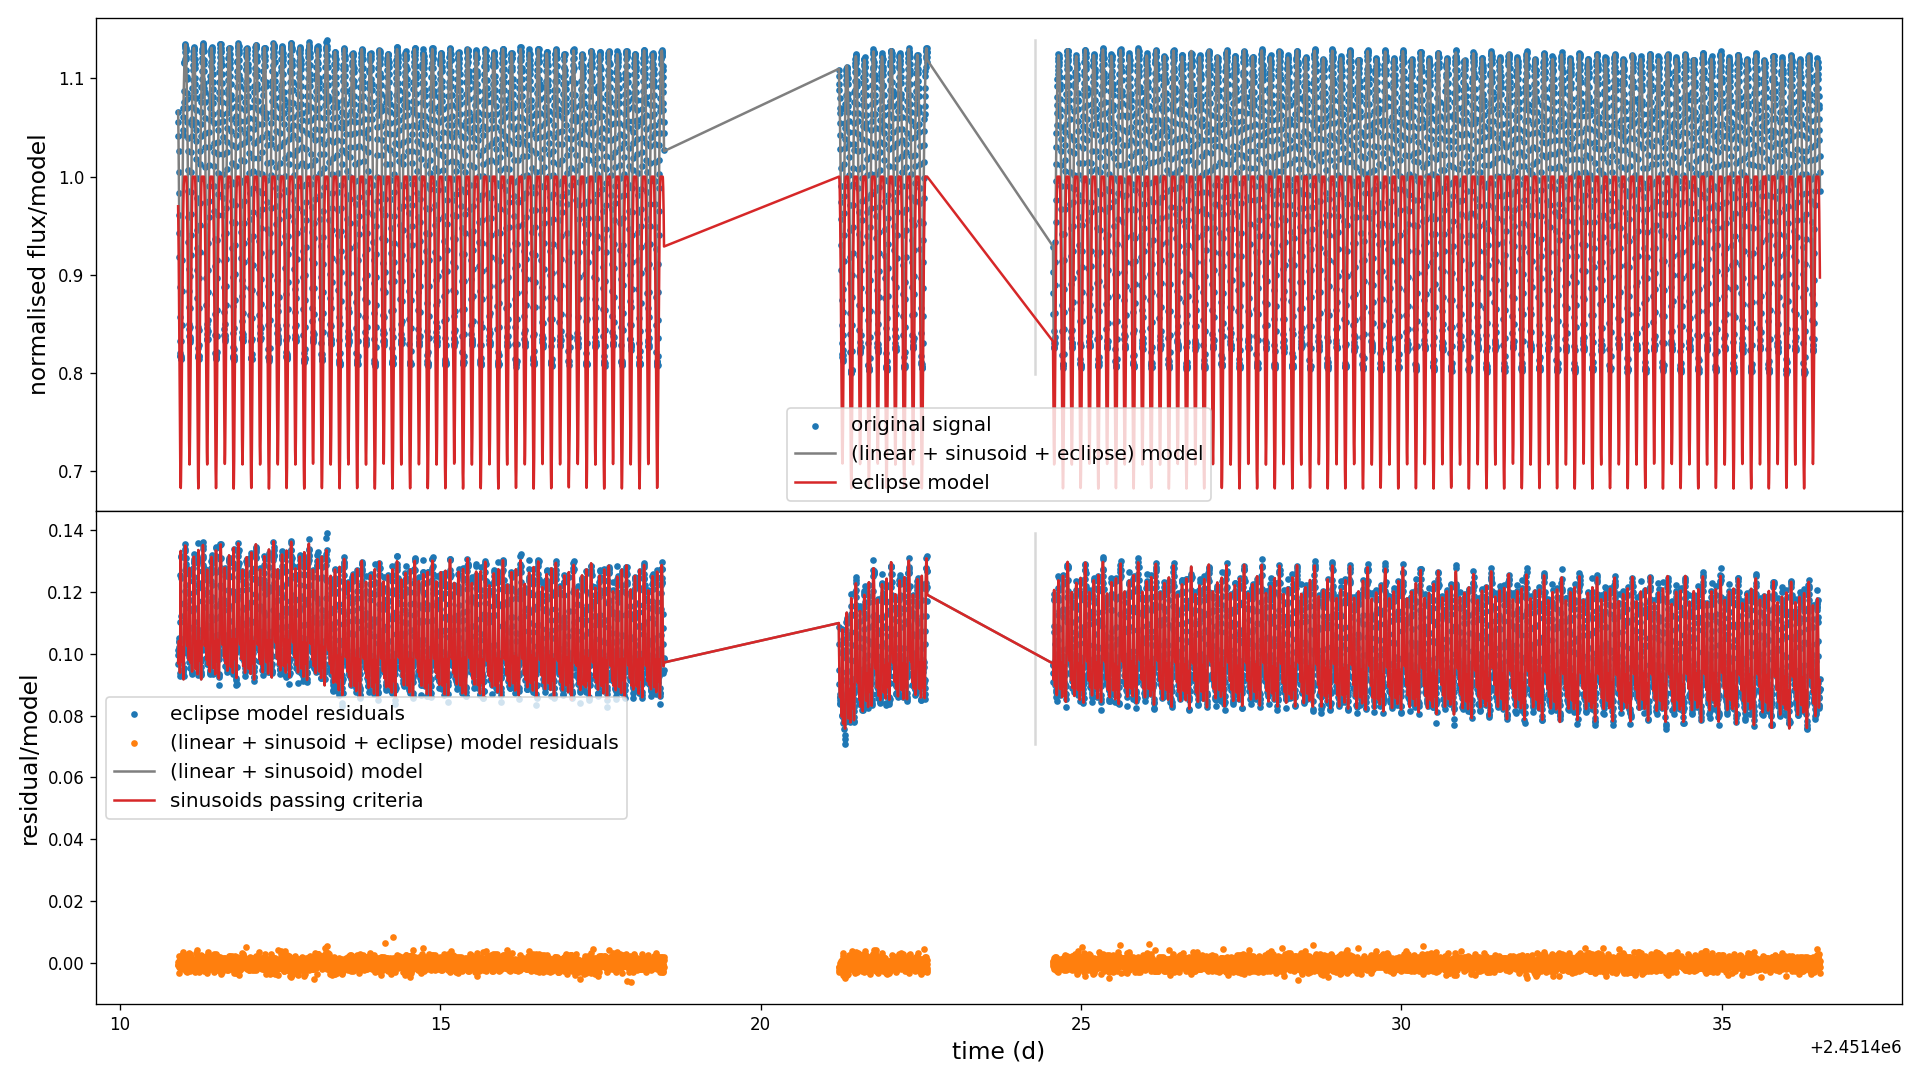 normalised flux/model
1.1
1.0
0.9
0.8
0.7
original signal
(linear + sinusoid + eclipse) model
eclipse model
residual/model
0.14
0.12
0.10
0.08
0.06
0.04
0.02
0.00
eclipse model residuals
(linear + sinusoid + eclipse) model residuals
(linear + sinusoid) model
sinusoids passing criteria
10
15
20
25
30
35
time (d)
+2.4514e6